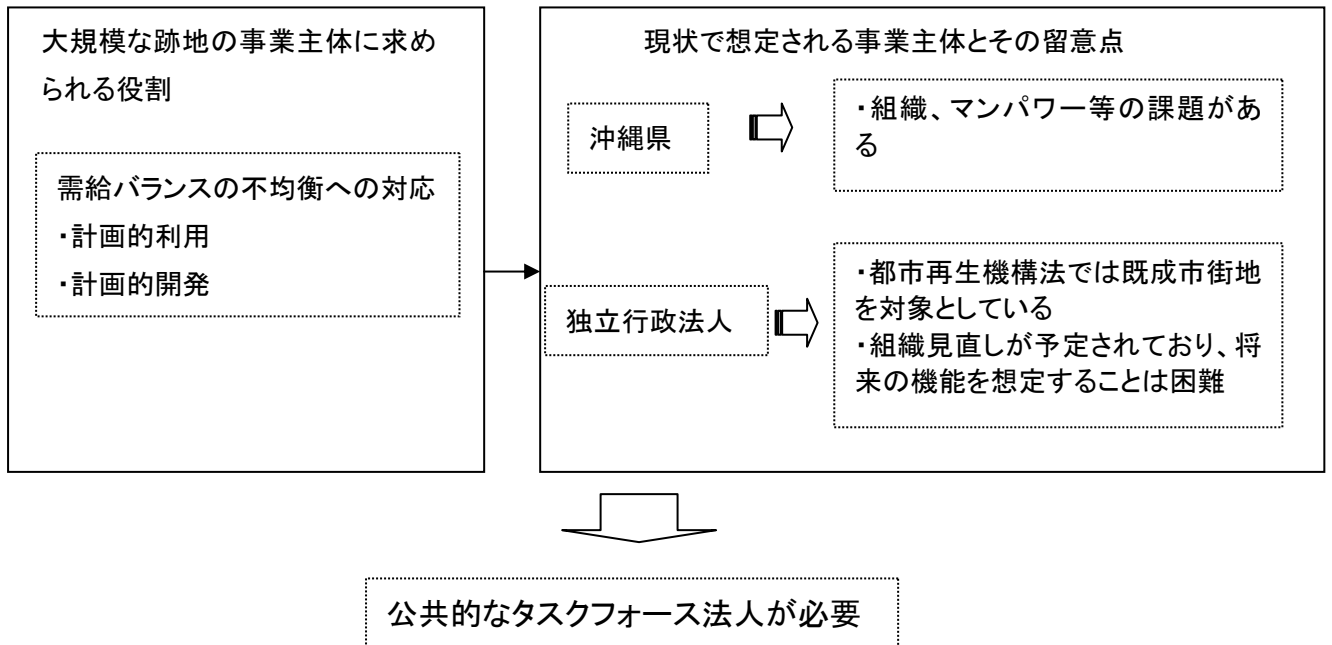 大規模な跡地の事業主体に求め
られる役割
需給バランスの不均衡への対応
・計画的利用
・計画的開発
現状で想定される事業主体とその留意点
沖縄県
・組織、マンパワー等の課題があ
る
独立行政法人
・都市再生機構法では既成市街地
を対象としている
・組織見直しが予定されており、将
来の機能を想定することは困難
公共的なタスクフォース法人が必要